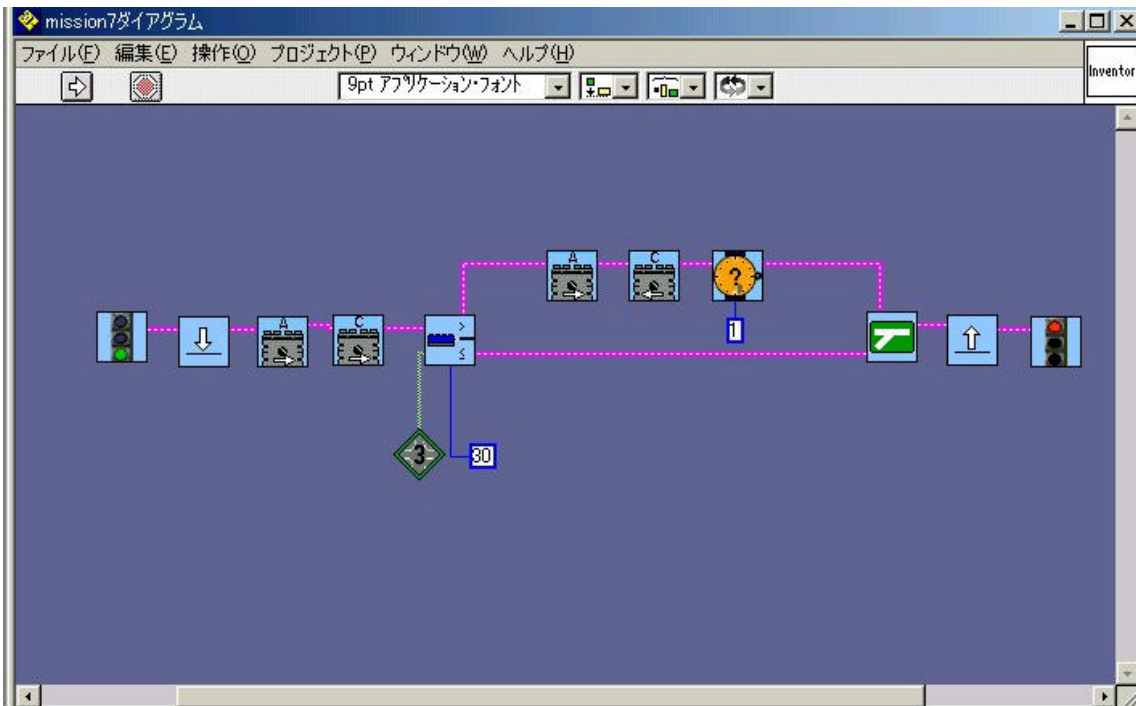 mission7ダイアグラム
ファイル(F) 編集(E) 操作(O) プロジェクト(P) ウィンドウ(W) ヘルプ(H)
9pt アプリケーション・フォント
Inventor
A C
?
1
A C
>
≤
3
30